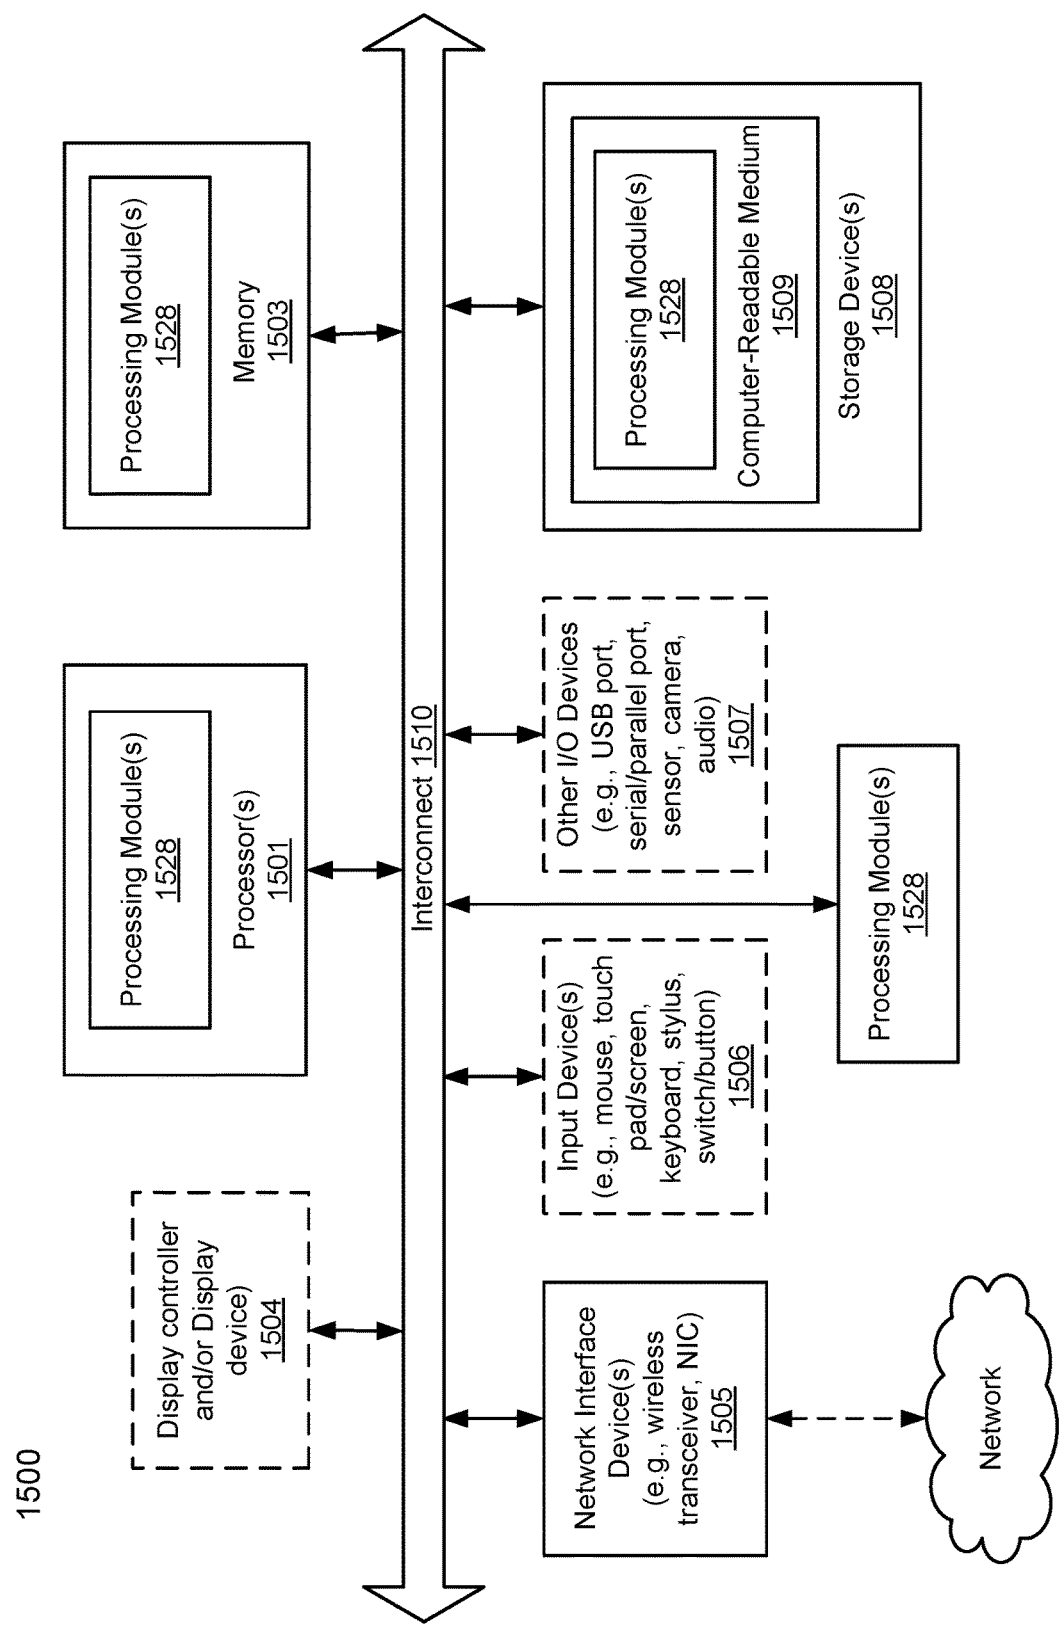 1500
Display controller
and/or Display
device)
1504
Processing Module(s)
1528
Processor(s)
1501
Processing Module(s)
1528
Memory
1503
Interconnect 1510
Network Interface
Device(s)
(e.g., wireless
transceiver, NIC)
1505
Input Device(s)
(e.g., mouse, touch
pad/screen,
keyboard, stylus,
switch/button)
1506
Other I/O Devices
(e.g., USB port,
serial/parallel port,
sensor, camera,
audio)
1507
Processing Module(s)
1528
Computer-Readable Medium
1509
Storage Device(s)
1508
Network
Processing Module(s)
1528